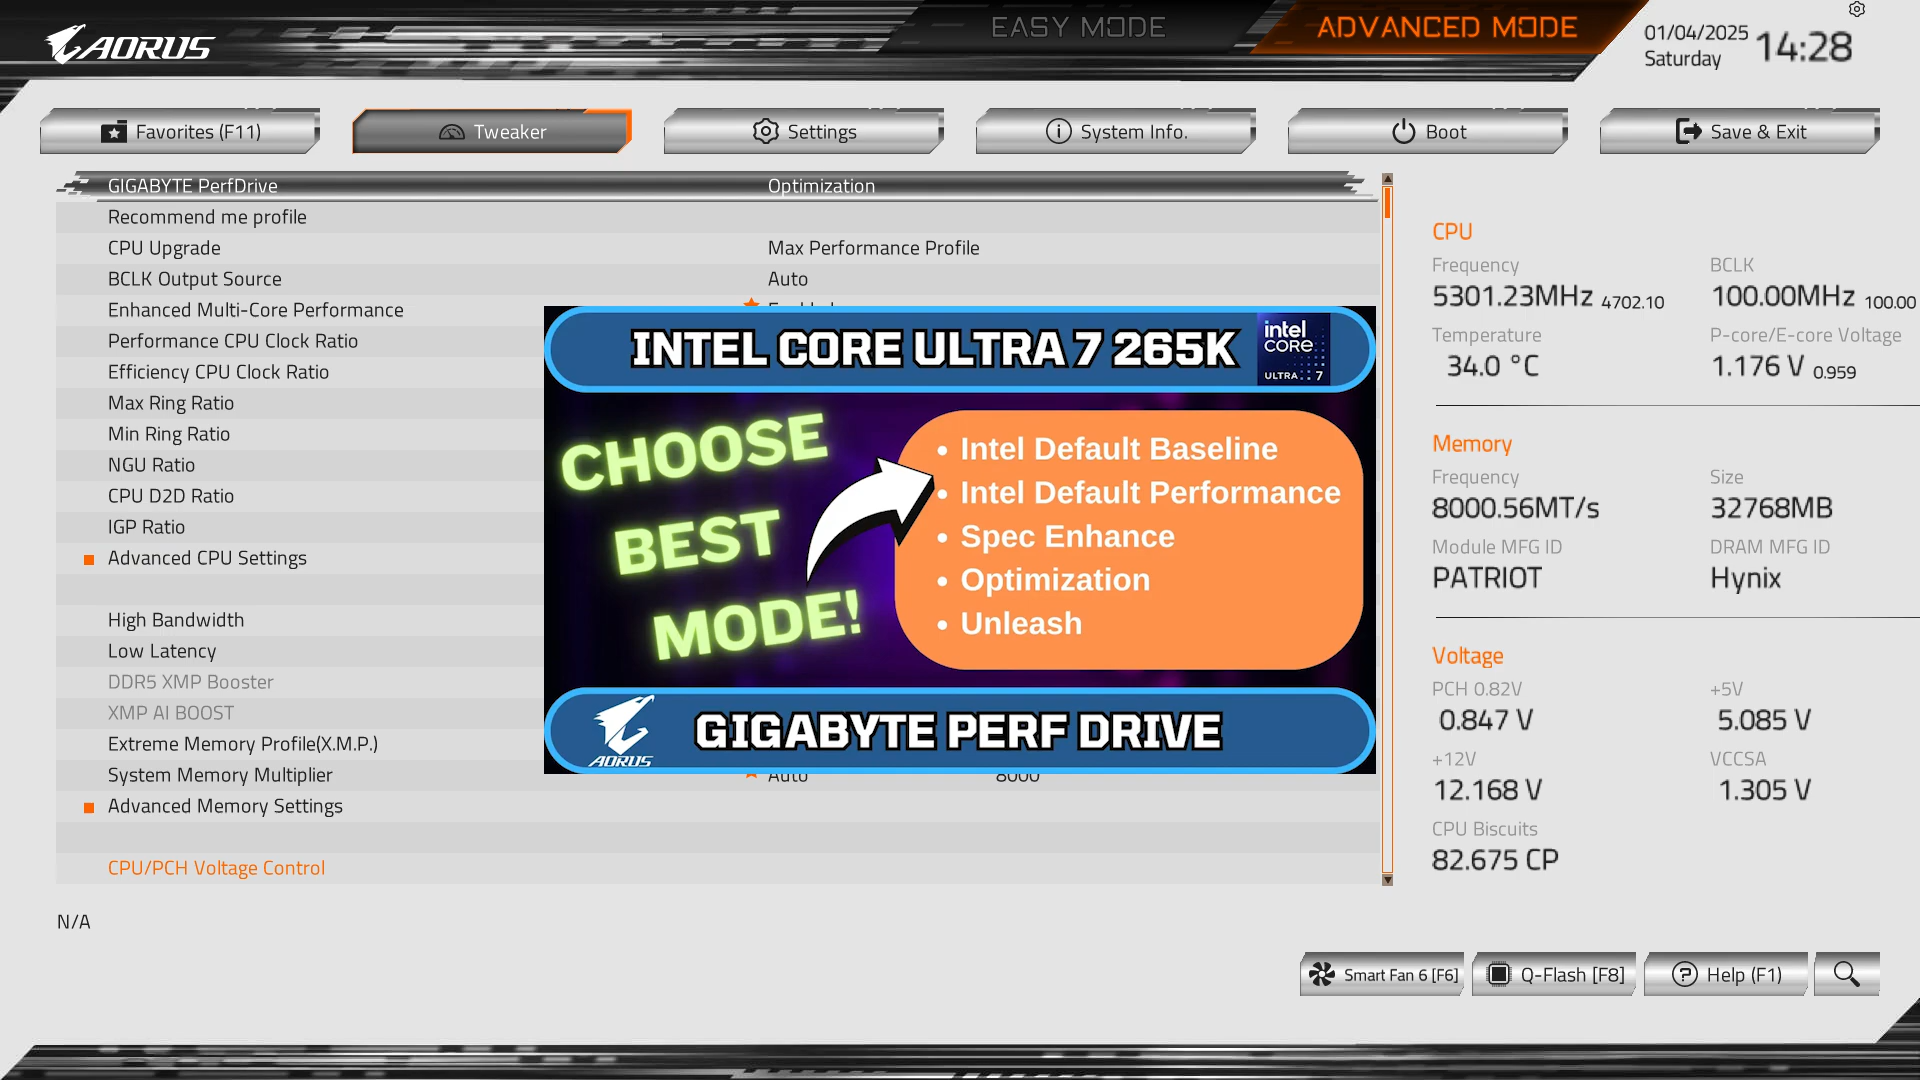 AORUS
EASY MODE
ADVANCED MODE
01/04/2025
Saturday
14:28
Favorites (F11)
Tweaker
Settings
System Info.
Boot
Save & Exit
GIGABYTE PerfDrive Optimization
Recommend me profile
CPU Upgrade Max Performance Profile
BCLK Output Source Auto
Enhanced Multi-Core Performance
Performance CPU Clock Ratio
Efficiency CPU Clock Ratio
Max Ring Ratio
Min Ring Ratio
NGU Ratio
CPU D2D Ratio
IGP Ratio
Advanced CPU Settings
High Bandwidth
Low Latency
DDR5 XMP Booster
XMP AI BOOST
Extreme Memory Profile(X.M.P.)
System Memory Multiplier Auto 8000
Advanced Memory Settings
CPU/PCH Voltage Control
INTEL CORE ULTRA 7 265K
intel
CORE
ULTRA 7
CHOOSE
BEST
MODE!
• Intel Default Baseline
• Intel Default Performance
• Spec Enhance
• Optimization
• Unleash
AORUS
GIGABYTE PERF DRIVE
CPU
Frequency BCLK
5301.23MHz 4702.10 100.00MHz 100.00
Temperature P-core/E-core Voltage
34.0 °C 1.176 V 0.959
Memory
Frequency Size
8000.56MT/s 32768MB
Module MFG ID DRAM MFG ID
PATRIOT Hynix
Voltage
PCH 0.82V +5V
0.847 V 5.085 V
+12V VCCSA
12.168 V 1.305 V
CPU Biscuits
82.675 CP
N/A
Smart Fan 6 [F6]
Q-Flash [F8]
Help (F1)